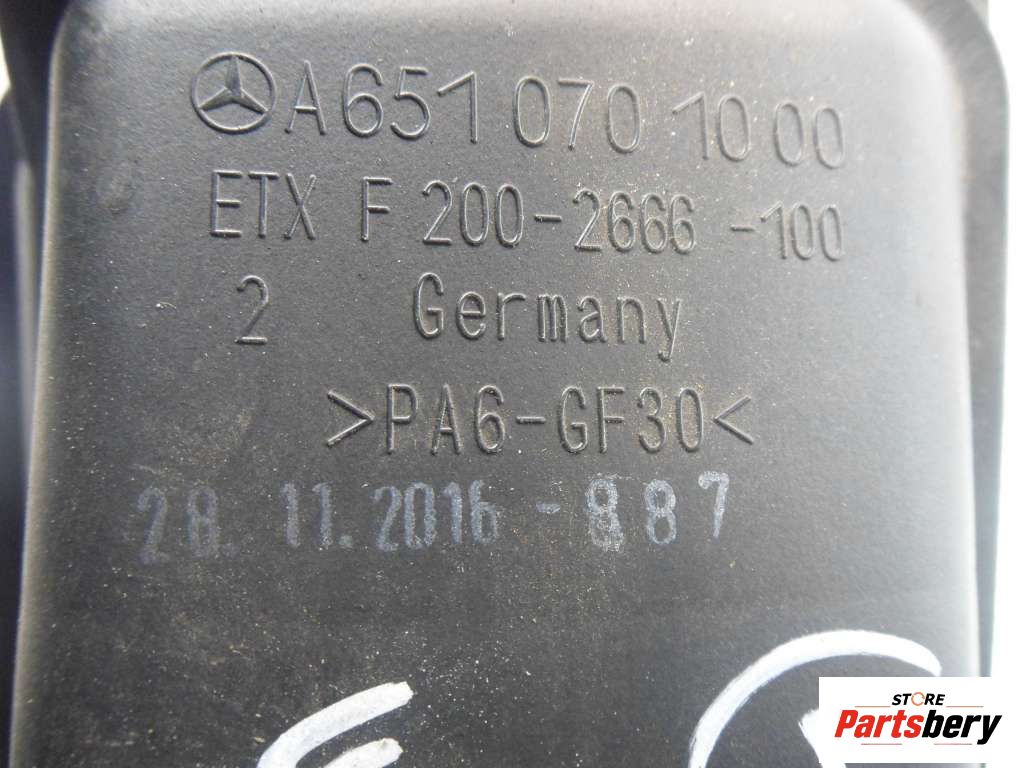 A651 070 10 00
ETX F 200-2666-100
2 Germany
>PA6-GF30<
28.11.2016-887
STORE
Partsbery